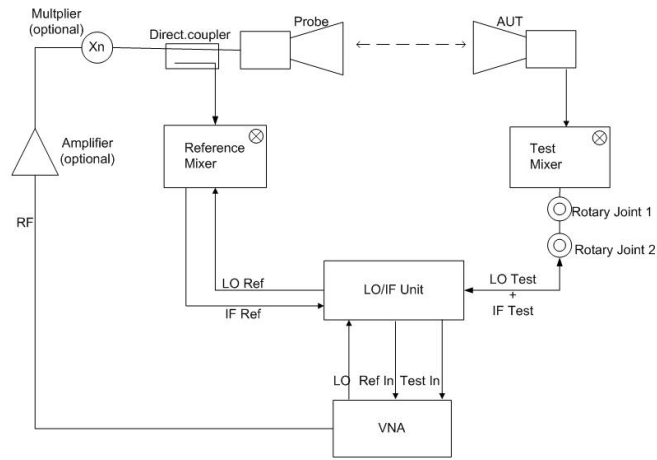 Multplier
(optional)
Xn
Direct.coupler
Probe
AUT
Amplifier
(optional)
Reference
Mixer
Test
Mixer
RF
Rotary Joint 1
Rotary Joint 2
LO Ref
IF Ref
LO/IF Unit
LO Test
+
IF Test
LO
Ref In
Test In
VNA